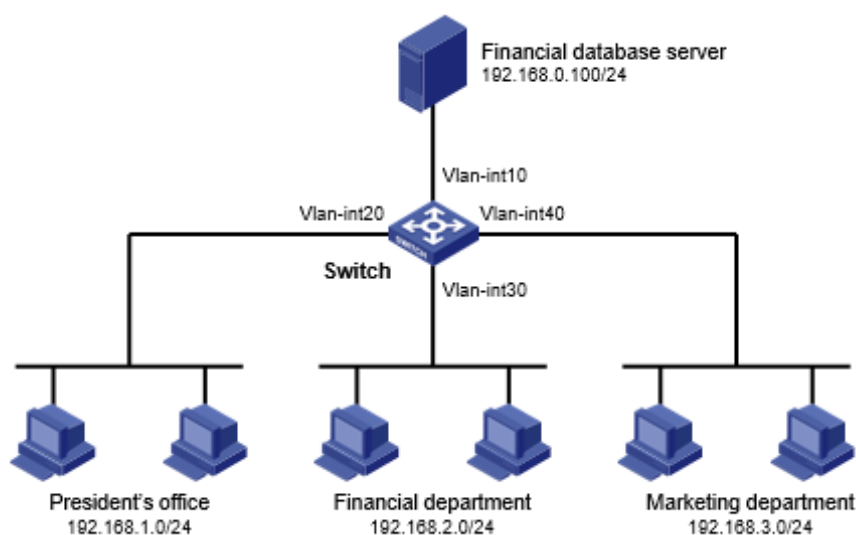 Financial database server
192.168.0.100/24
Vlan-int10
Vlan-int20
Vlan-int40
SWITCH
Switch
Vlan-int30
President's office
192.168.1.0/24
Financial department
192.168.2.0/24
Marketing department
192.168.3.0/24